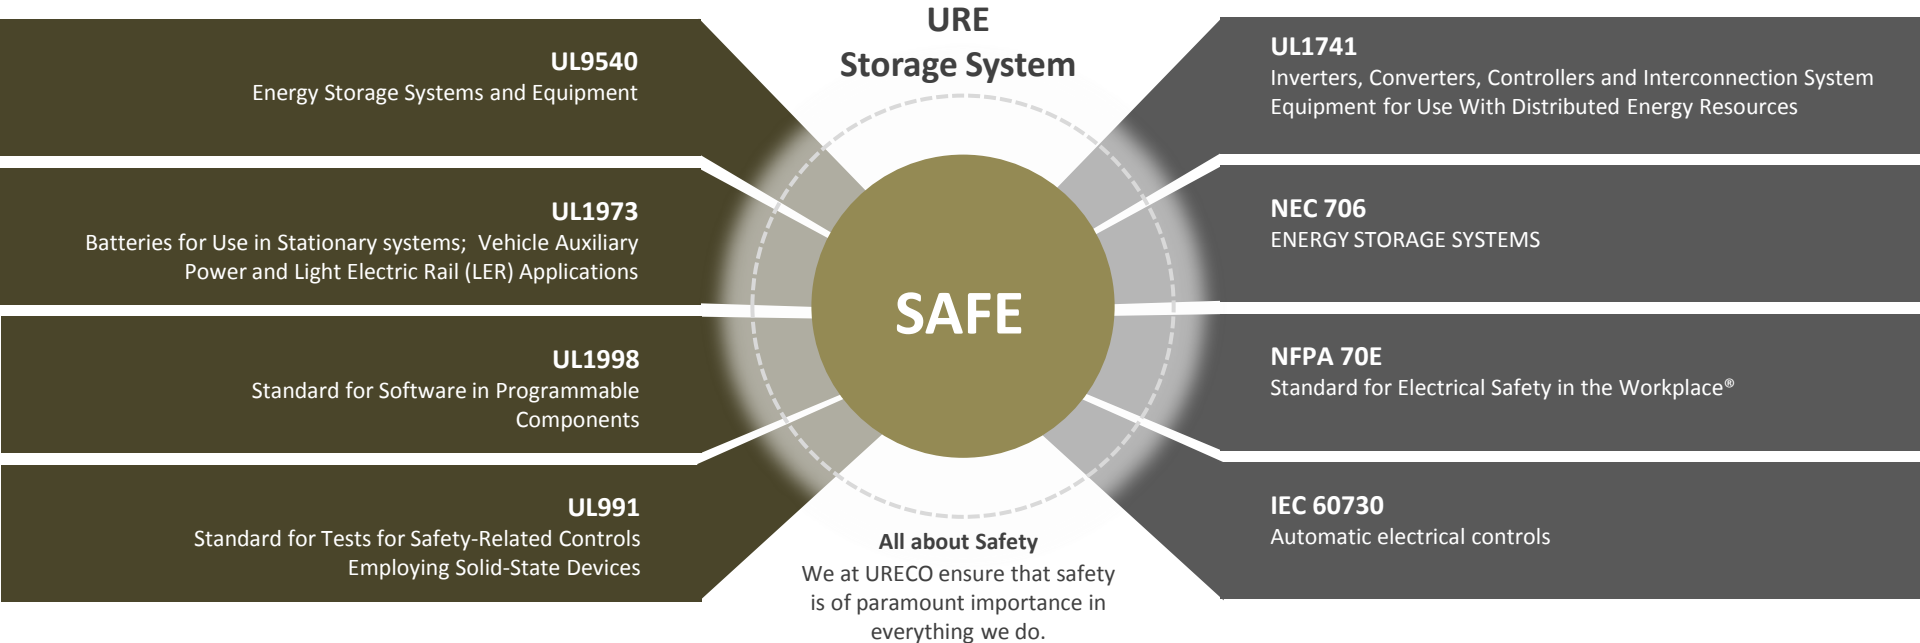 URE
Storage System
UL9540
Energy Storage Systems and Equipment
UL1973
Batteries for Use in Stationary systems;  Vehicle Auxiliary
Power and Light Electric Rail (LER) Applications
UL1998
Standard for Software in Programmable
Components
UL991
Standard for Tests for Safety-Related Controls
Employing Solid-State Devices
SAFE
UL1741
Inverters, Converters, Controllers and Interconnection System
Equipment for Use With Distributed Energy Resources
NEC 706
ENERGY STORAGE SYSTEMS
NFPA 70E
Standard for Electrical Safety in the Workplace®
IEC 60730
Automatic electrical controls
All about Safety
We at URECO ensure that safety
is of paramount importance in
everything we do.